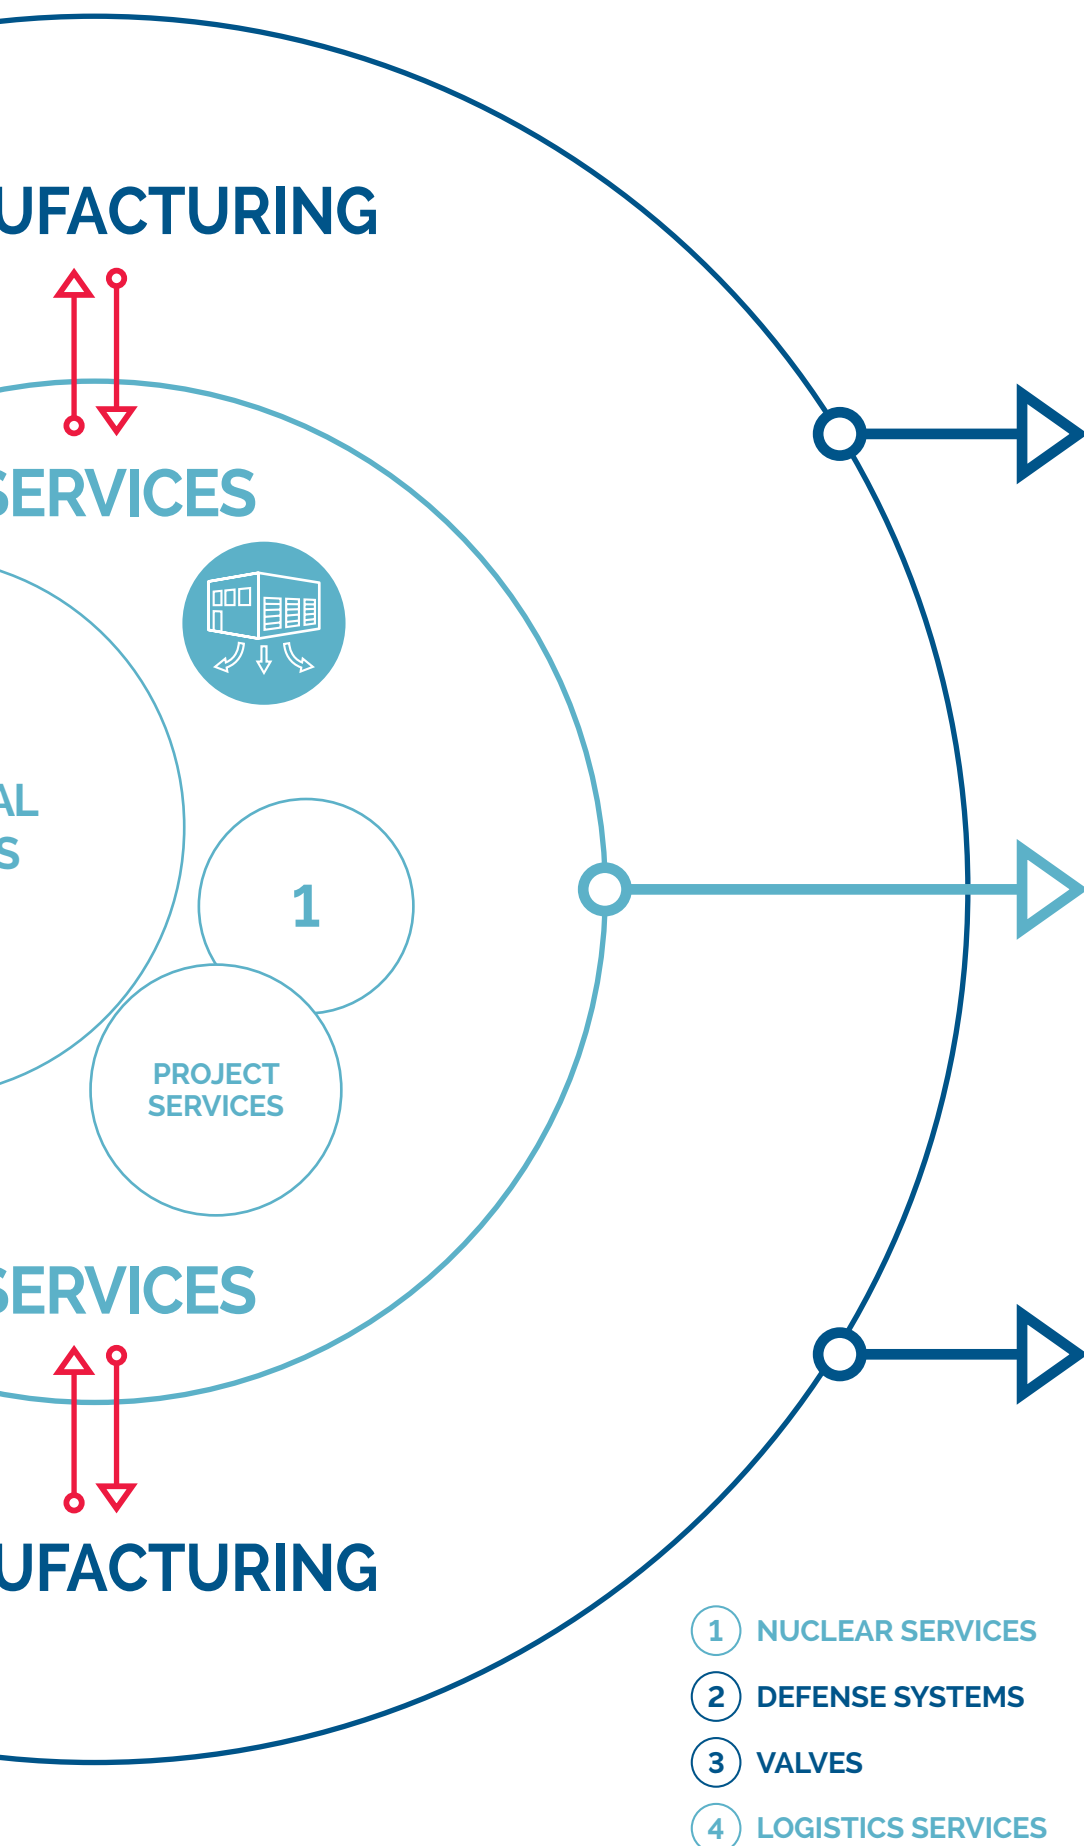 UFACTURING
SERVICES
AL
S
1
PROJECT
SERVICES
SERVICES
UFACTURING
1 NUCLEAR SERVICES
2 DEFENSE SYSTEMS
3 VALVES
4 LOGISTICS SERVICES